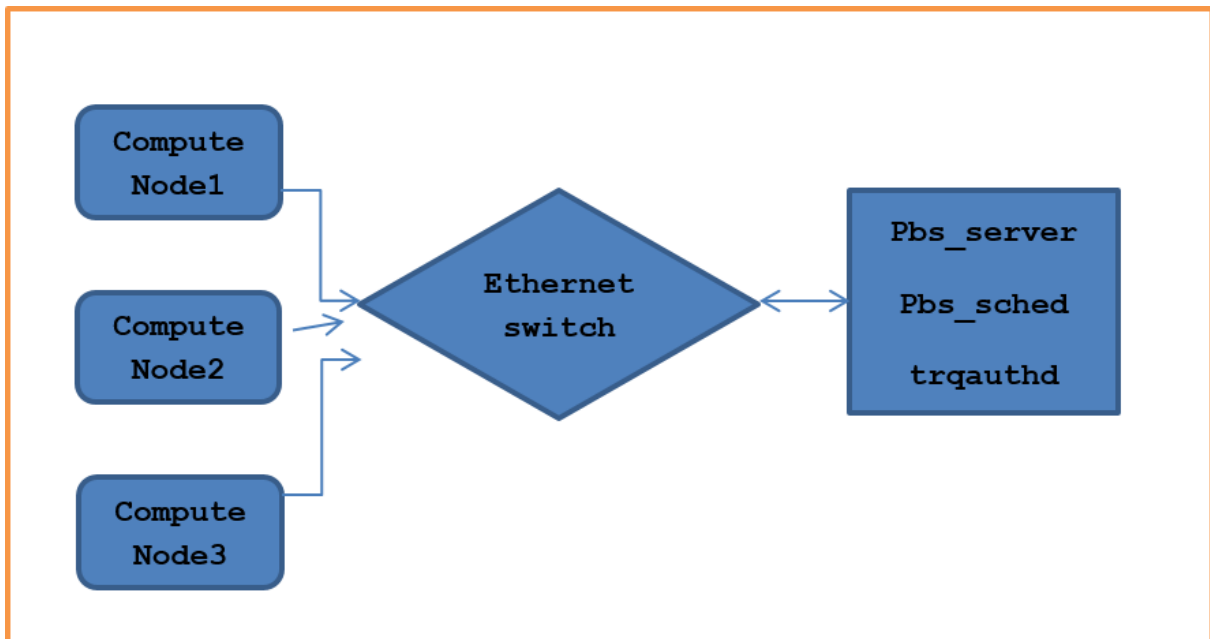 Compute
Node1
Compute
Node2
Compute
Node3
Ethernet
switch
Pbs_server
Pbs_sched
trqauthd